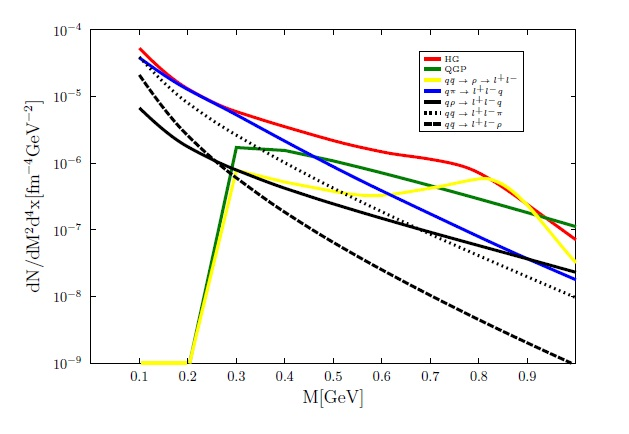 10⁻⁴
10⁻⁵
10⁻⁶
10⁻⁷
10⁻⁸
10⁻⁹
dN/dM²d⁴x[fm⁻⁴GeV⁻²]
HG
QGP
qq̄ → ρ → l⁺l⁻
qπ → l⁺l⁻q
qρ → l⁺l⁻q
qq̄ → l⁺l⁻π
qq̄ → l⁺l⁻ρ
0.1 0.2 0.3 0.4 0.5 0.6 0.7 0.8 0.9
M[GeV]